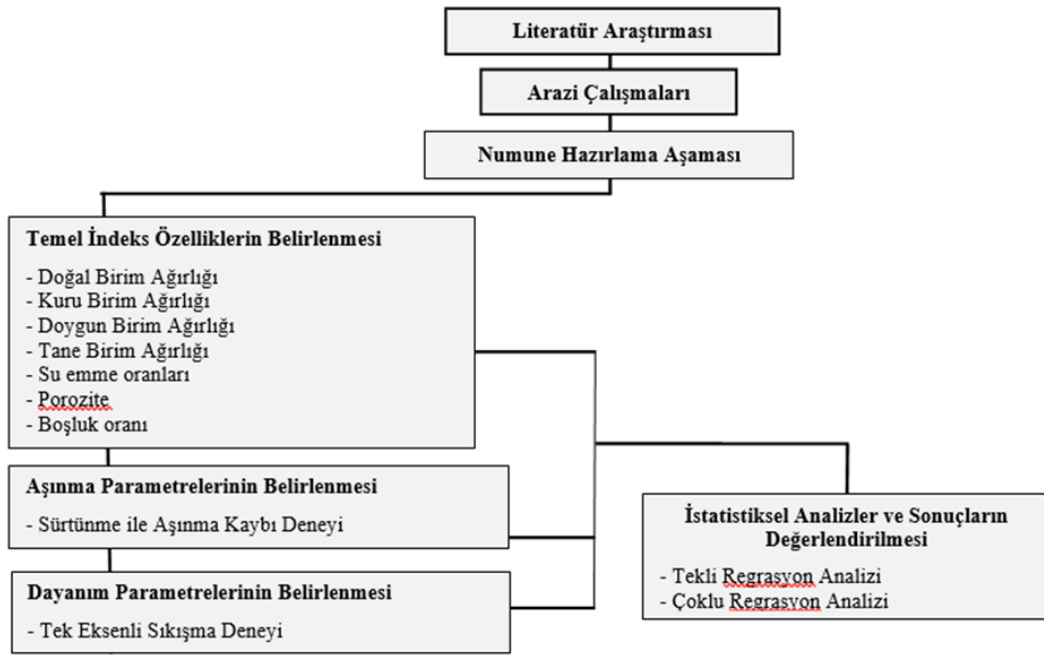 Literatür Araştırması
Arazi Çalışmaları
Numune Hazırlama Aşaması
Temel İndeks Özelliklerin Belirlenmesi
- Doğal Birim Ağırlığı
- Kuru Birim Ağırlığı
- Doygun Birim Ağırlığı
- Tane Birim Ağırlığı
- Su emme oranları
- Porozite
- Boşluk oranı
Aşınma Parametrelerinin Belirlenmesi
- Sürtünme ile Aşınma Kaybı Deneyi
Dayanım Parametrelerinin Belirlenmesi
- Tek Eksenli Sıkışma Deneyi
İstatistiksel Analizler ve Sonuçların
Değerlendirilmesi
- Tekli Regrasyon Analizi
- Çoklu Regrasyon Analizi